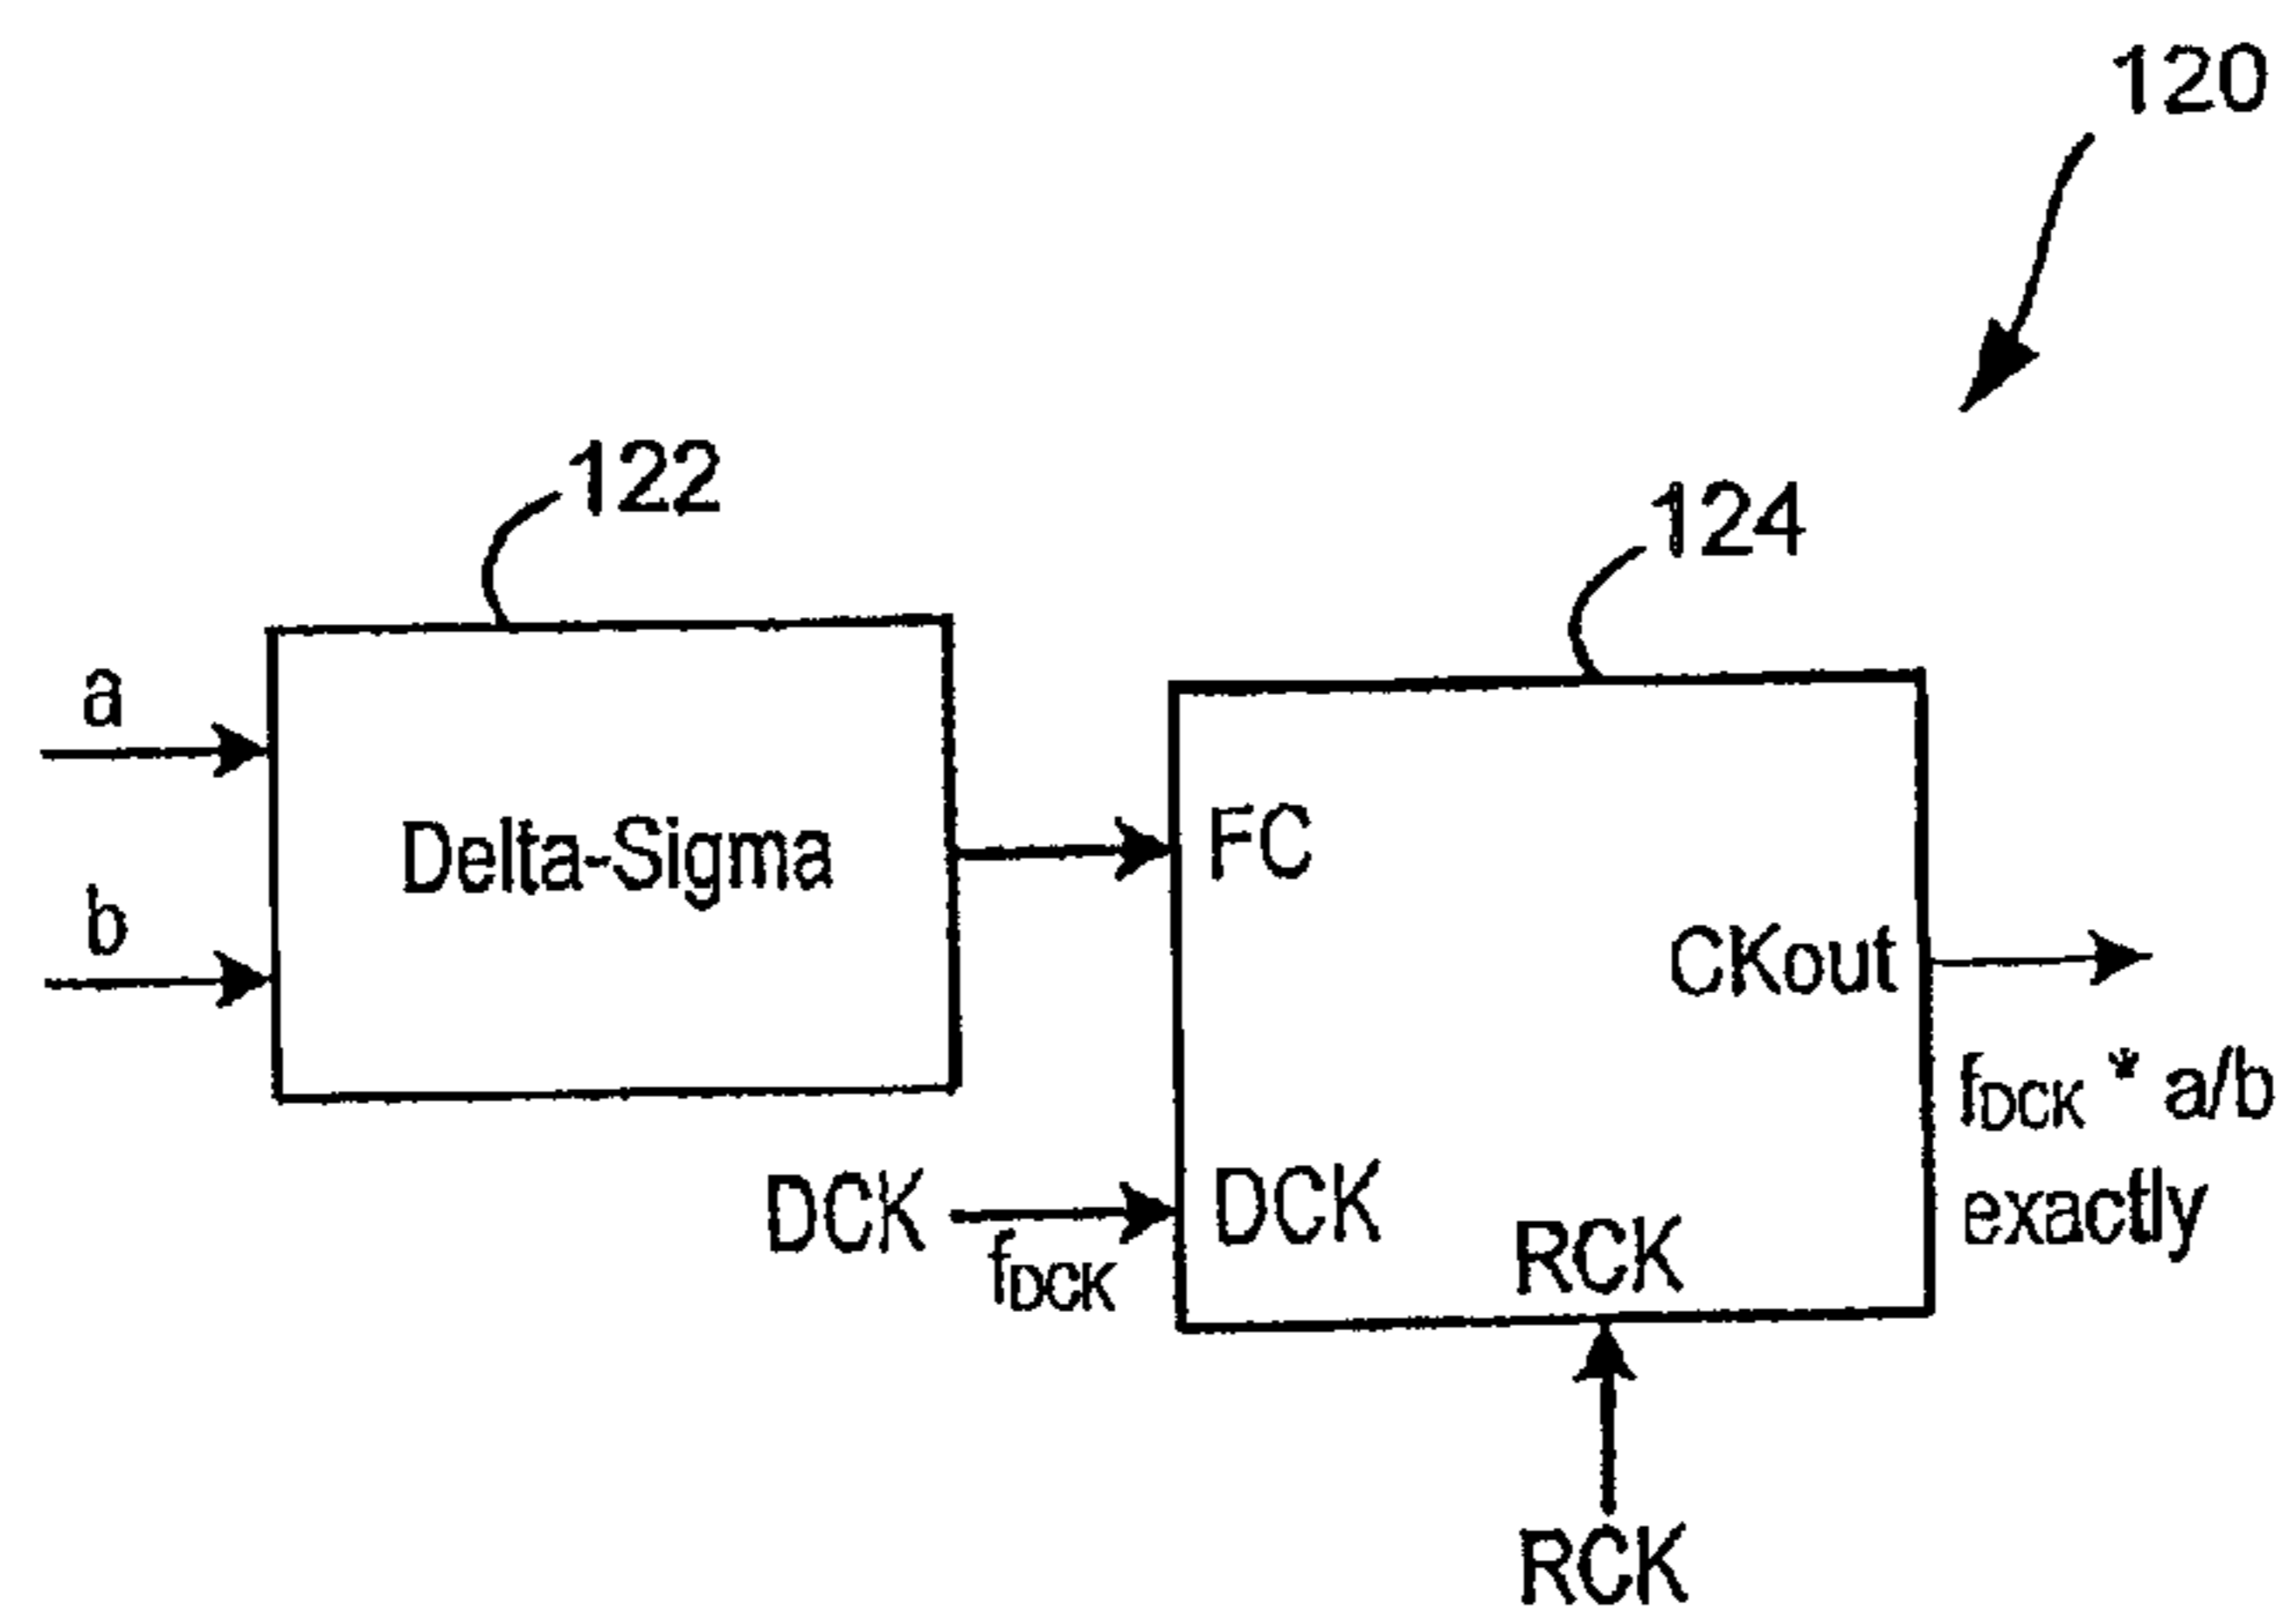 120
122
124
a
Delta-Sigma
b
FC
CKout
fDCK * a/b
exactly
DCK
fDCK
DCK
RCK
RCK